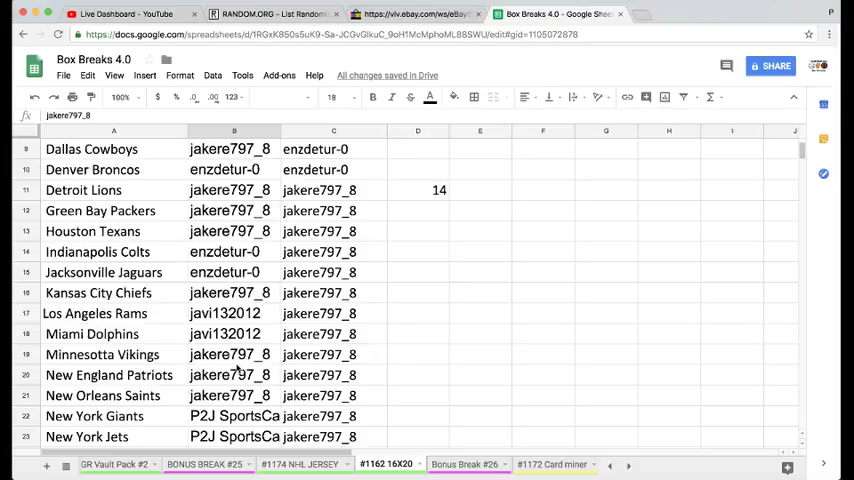 Live Dashboard - YouTube
RANDOM.ORG - List Randomi
https://viv.ebay.com/ws/eBay
Box Breaks 4.0 - Google Sheet
P
https://docs.google.com/spreadsheets/d/1RGxK850s5uK9-Sa-JCGvGlkuC_9oH1McMphoML88SWU/edit#gid=1105072878
Box Breaks 4.0
SHARE
File Edit View Insert Format Data Tools Add-ons Help All changes saved in Drive
100% $ % .0 .00 123 18 B I S A
fx jakere797_8
A B C D E F G H I J
9 Dallas Cowboys jakere797_8 enzdetur-0
10 Denver Broncos enzdetur-0 enzdetur-0
11 Detroit Lions jakere797_8 jakere797_8 14
12 Green Bay Packers jakere797_8 jakere797_8
13 Houston Texans jakere797_8 jakere797_8
14 Indianapolis Colts enzdetur-0 jakere797_8
15 Jacksonville Jaguars enzdetur-0 jakere797_8
16 Kansas City Chiefs jakere797_8 jakere797_8
17 Los Angeles Rams javi132012 jakere797_8
18 Miami Dolphins javi132012 jakere797_8
19 Minnesotta Vikings jakere797_8 jakere797_8
20 New England Patriots jakere797_8 jakere797_8
21 New Orleans Saints jakere797_8 jakere797_8
22 New York Giants P2J SportsCa jakere797_8
23 New York Jets P2J SportsCa jakere797_8
GR Vault Pack #2 BONUS BREAK #25 #1174 NHL JERSEY #1162 16X20 Bonus Break #26 #1172 Card miner